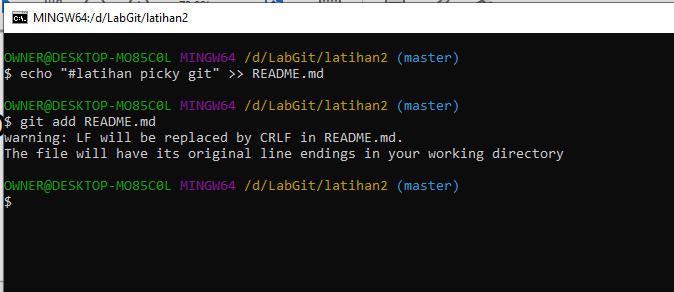 MINGW64:/d/LabGit/latihan2
OWNER@DESKTOP-MO85C0L MINGW64 /d/LabGit/latihan2 (master)
$ echo "#latihan picky git" >> README.md
OWNER@DESKTOP-MO85C0L MINGW64 /d/LabGit/latihan2 (master)
$ git add README.md
warning: LF will be replaced by CRLF in README.md.
The file will have its original line endings in your working directory
OWNER@DESKTOP-MO85C0L MINGW64 /d/LabGit/latihan2 (master)
$